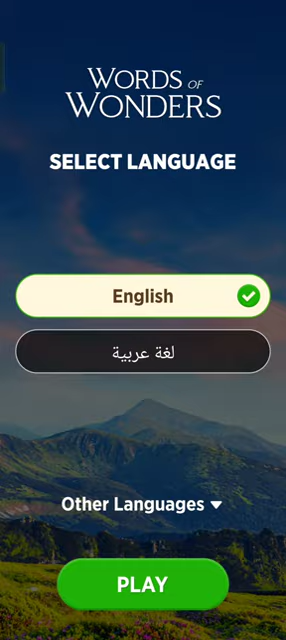 WORDS OF
WONDERS
SELECT LANGUAGE
English
لغة عربية
Other Languages
PLAY